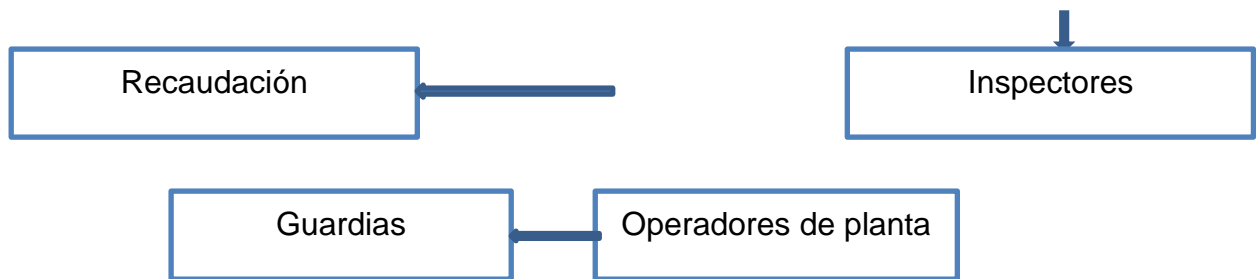 Recaudación
Inspectores
Guardias
Operadores de planta